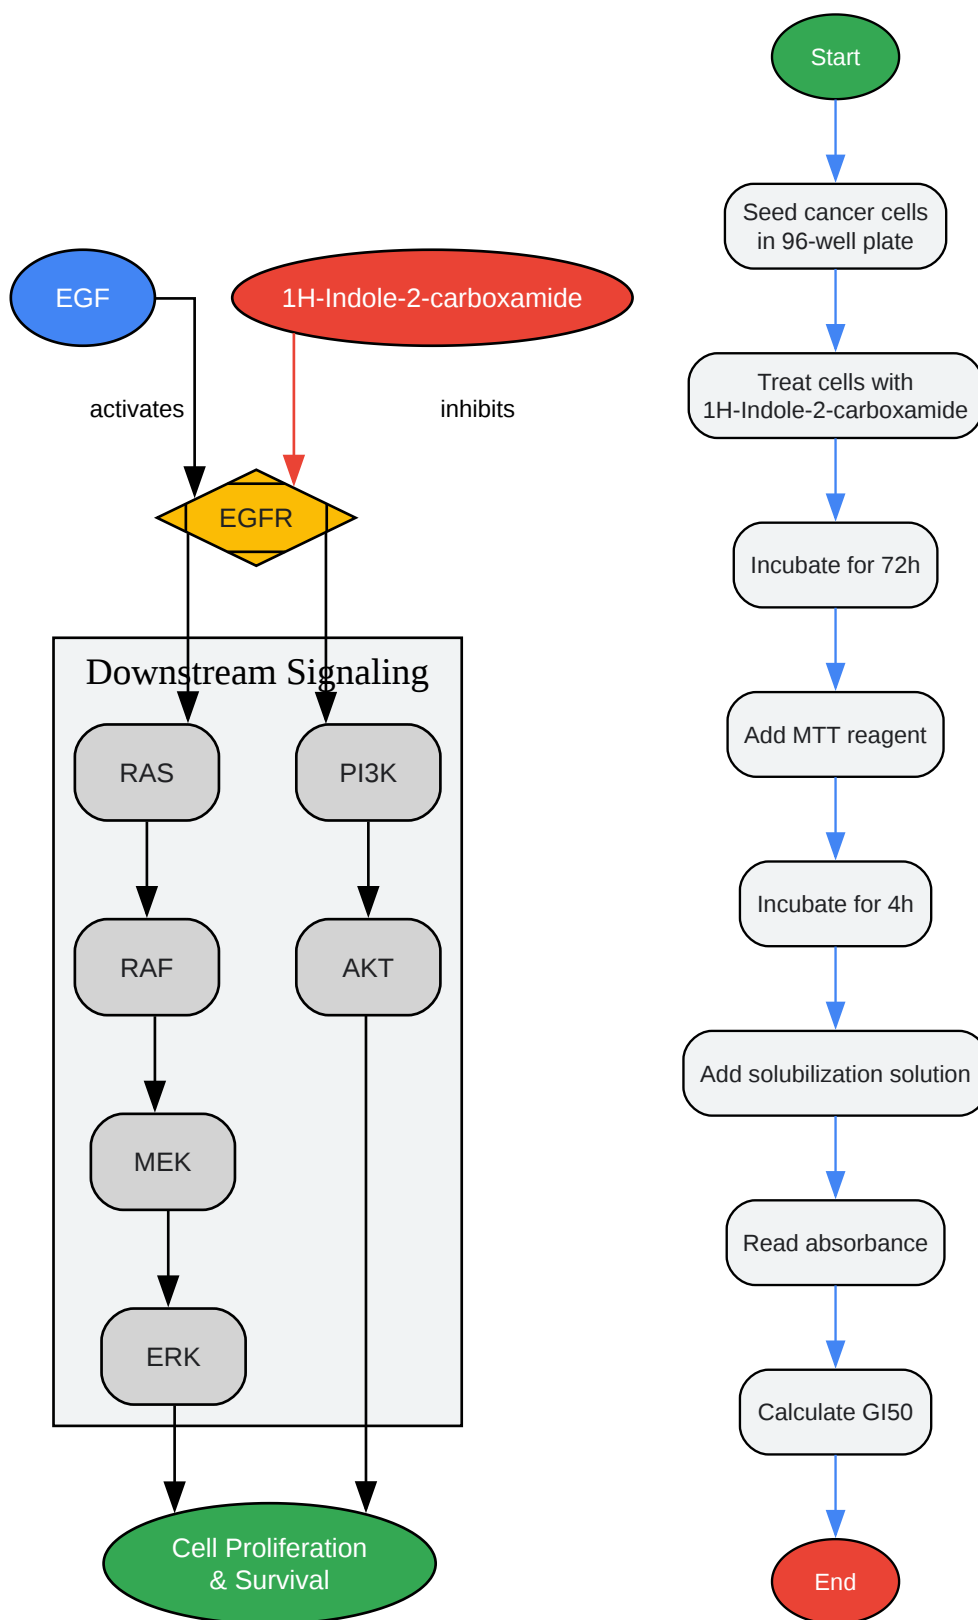 EGF
1H-Indole-2-carboxamide
activates
inhibits
EGFR
Downstream Signaling
RAS
PI3K
RAF
AKT
MEK
ERK
Cell Proliferation
& Survival
Start
Seed cancer cells
in 96-well plate
Treat cells with
1H-Indole-2-carboxamide
Incubate for 72h
Add MTT reagent
Incubate for 4h
Add solubilization solution
Read absorbance
Calculate GI50
End